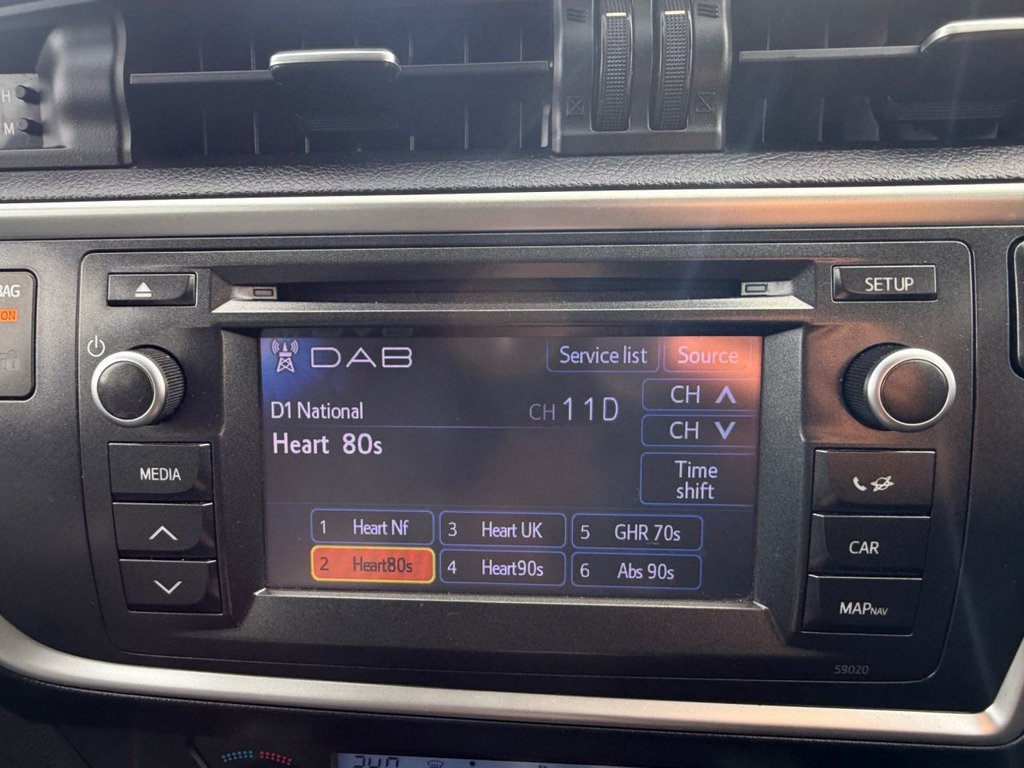 H
M
BAG
ON
SETUP
DAB
Service list
Source
D1 National
CH 11D
CH
CH
Heart 80s
Time
shift
MEDIA
1 Heart Nf
3 Heart UK
5 GHR 70s
2 Heart80s
4 Heart90s
6 Abs 90s
CAR
MAPNAV
59020